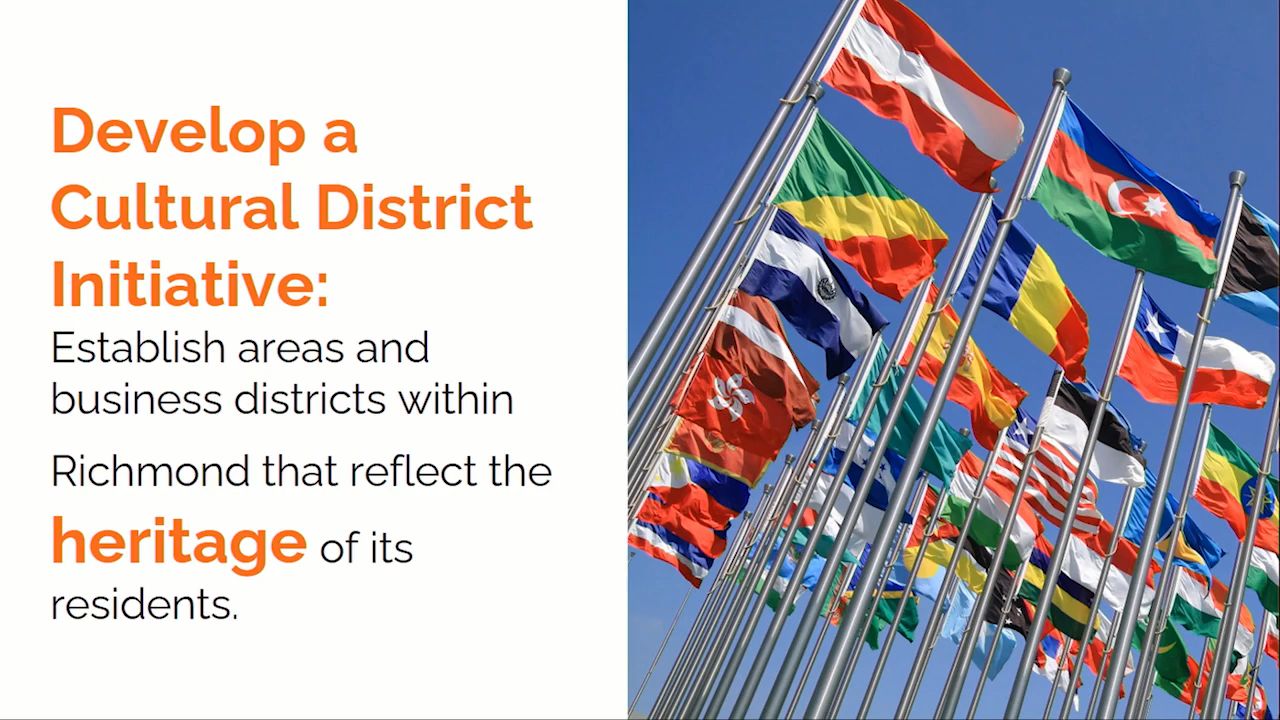 Develop a
Cultural District
Initiative:
Establish areas and
business districts within
Richmond that reflect the
heritage of its
residents.